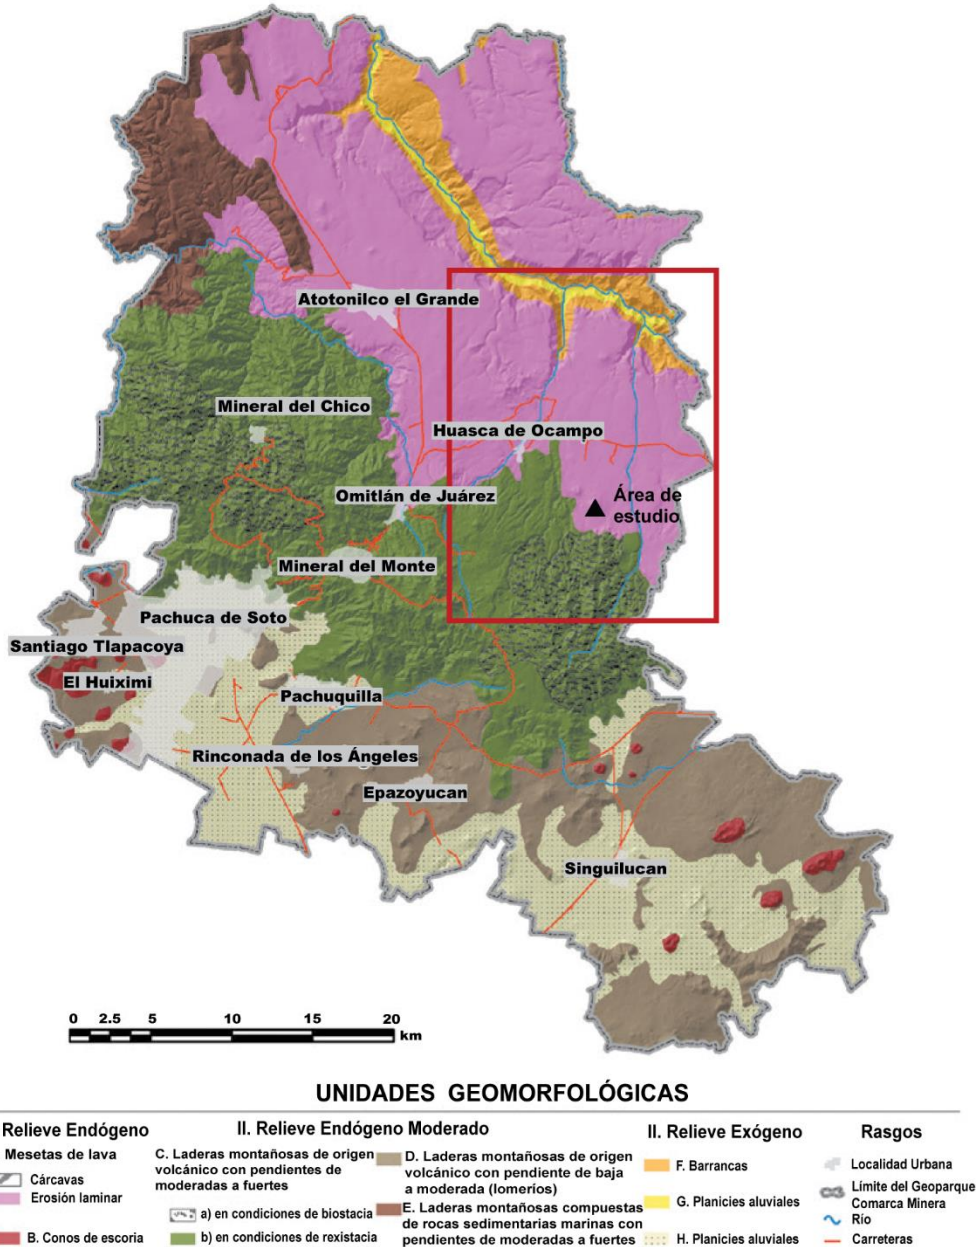 Atotonilco el Grande
Mineral del Chico
Huasca de Ocampo
Omitlán de Juárez
Área de
estudio
Mineral del Monte
Pachuca de Soto
Santiago Tlapacoya
El Huiximi
Pachuquilla
Rinconada de los Ángeles
Epazoyucan
Singuilucan
0 2.5 5 10 15 20
km
UNIDADES GEOMORFOLÓGICAS
Relieve Endógeno
Mesetas de lava
Cárcavas
Erosión laminar
B. Conos de escoria
II. Relieve Endógeno Moderado
C. Laderas montañosas de origen
volcánico con pendientes de
moderadas a fuertes
a) en condiciones de biostacia
b) en condiciones de rexistacia
D. Laderas montañosas de origen
volcánico con pendiente de baja
a moderada (lomeríos)
E. Laderas montañosas compuestas
de rocas sedimentarias marinas con
pendientes de moderadas a fuertes
II. Relieve Exógeno
F. Barrancas
G. Planicies aluviales
H. Planicies aluviales
Rasgos
Localidad Urbana
Límite del Geoparque
Comarca Minera
Río
Carreteras